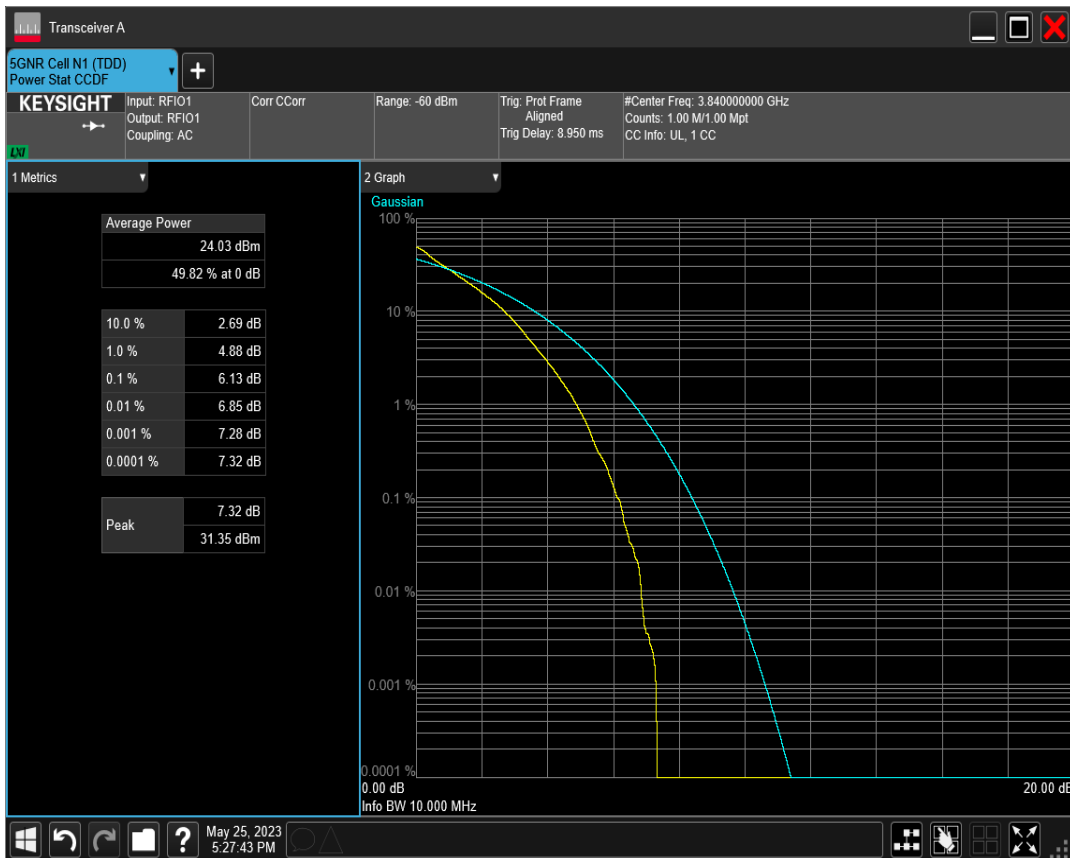 Transceiver A
5GNR Cell N1 (TDD)
Power Stat CCDF
+
KEYSIGHT
LXI
Input: RFIO1
Output: RFIO1
Coupling: AC
Corr CCorr
Range: -60 dBm
Trig: Prot Frame
Aligned
Trig Delay: 8.950 ms
#Center Freq: 3.840000000 GHz
Counts: 1.00 M/1.00 Mpt
CC Info: UL, 1 CC
1 Metrics
Average Power
24.03 dBm
49.82 % at 0 dB
10.0 % 2.69 dB
1.0 % 4.88 dB
0.1 % 6.13 dB
0.01 % 6.85 dB
0.001 % 7.28 dB
0.0001 % 7.32 dB
Peak 7.32 dB
31.35 dBm
2 Graph
Gaussian
100 %
10 %
1 %
0.1 %
0.01 %
0.001 %
0.0001 %
0.00 dB 20.00 dB
Info BW 10.000 MHz
?
May 25, 2023
5:27:43 PM